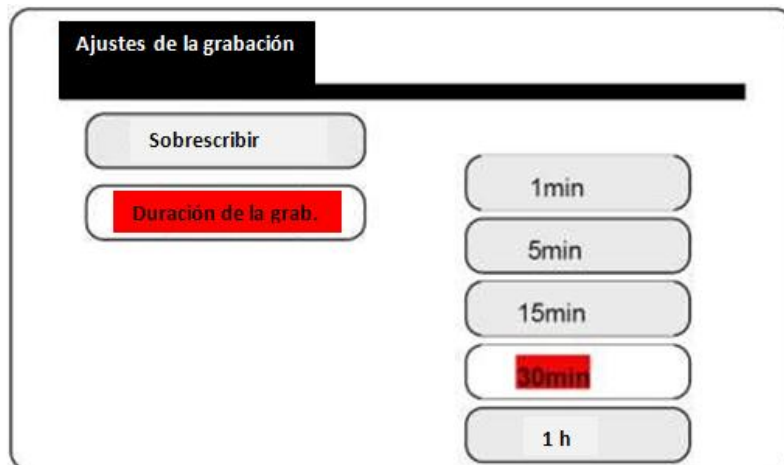 Ajustes de la grabación
Sobrescribir
Duración de la grab.
1min
5min
15min
30min
1 h